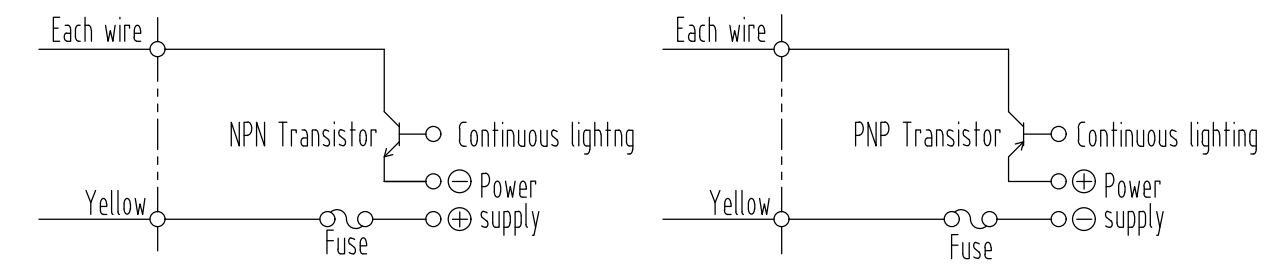 Each wire
NPN Transistor
Continuous lightng
⊖ Power
Yellow
⊕ supply
Fuse
Each wire
PNP Transistor
Continuous lighting
⊕ Power
Yellow
⊖ supply
Fuse